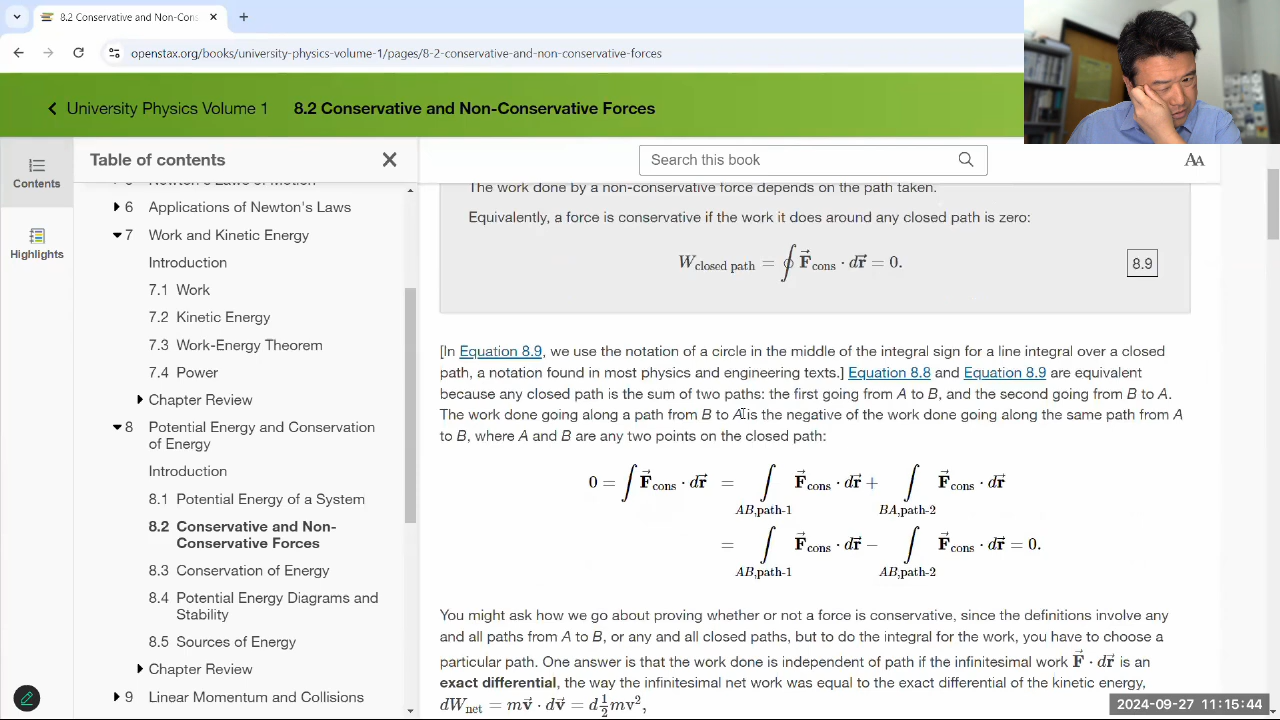 8.2 Conservative and Non-Cons
openstax.org/books/university-physics-volume-1/pages/8-2-conservative-and-non-conservative-forces
University Physics Volume 1
8.2 Conservative and Non-Conservative Forces
Contents
Highlights
Table of contents
6 Applications of Newton's Laws
7 Work and Kinetic Energy
Introduction
7.1 Work
7.2 Kinetic Energy
7.3 Work-Energy Theorem
7.4 Power
Chapter Review
8 Potential Energy and Conservation
of Energy
Introduction
8.1 Potential Energy of a System
8.2 Conservative and Non-
Conservative Forces
8.3 Conservation of Energy
8.4 Potential Energy Diagrams and
Stability
8.5 Sources of Energy
Chapter Review
9 Linear Momentum and Collisions
Search this book
AA
The work done by a non-conservative force depends on the path taken.
Equivalently, a force is conservative if the work it does around any closed path is zero:
W_closed path = ∮ F⃗_cons · dr⃗ = 0.
8.9
[In Equation 8.9, we use the notation of a circle in the middle of the integral sign for a line integral over a closed
path, a notation found in most physics and engineering texts.] Equation 8.8 and Equation 8.9 are equivalent
because any closed path is the sum of two paths: the first going from A to B, and the second going from B to A.
The work done going along a path from B to A is the negative of the work done going along the same path from A
to B, where A and B are any two points on the closed path:
0 = ∫ F⃗_cons · dr⃗ = ∫_AB,path-1 F⃗_cons · dr⃗ + ∫_BA,path-2 F⃗_cons · dr⃗
= ∫_AB,path-1 F⃗_cons · dr⃗ − ∫_AB,path-2 F⃗_cons · dr⃗ = 0.
You might ask how we go about proving whether or not a force is conservative, since the definitions involve any
and all paths from A to B, or any and all closed paths, but to do the integral for the work, you have to choose a
particular path. One answer is that the work done is independent of path if the infinitesimal work F⃗ · dr⃗ is an
exact differential, the way the infinitesimal net work was equal to the exact differential of the kinetic energy,
dW_net = mv⃗ · dv⃗ = d½mv²,
2024-09-27 11:15:44